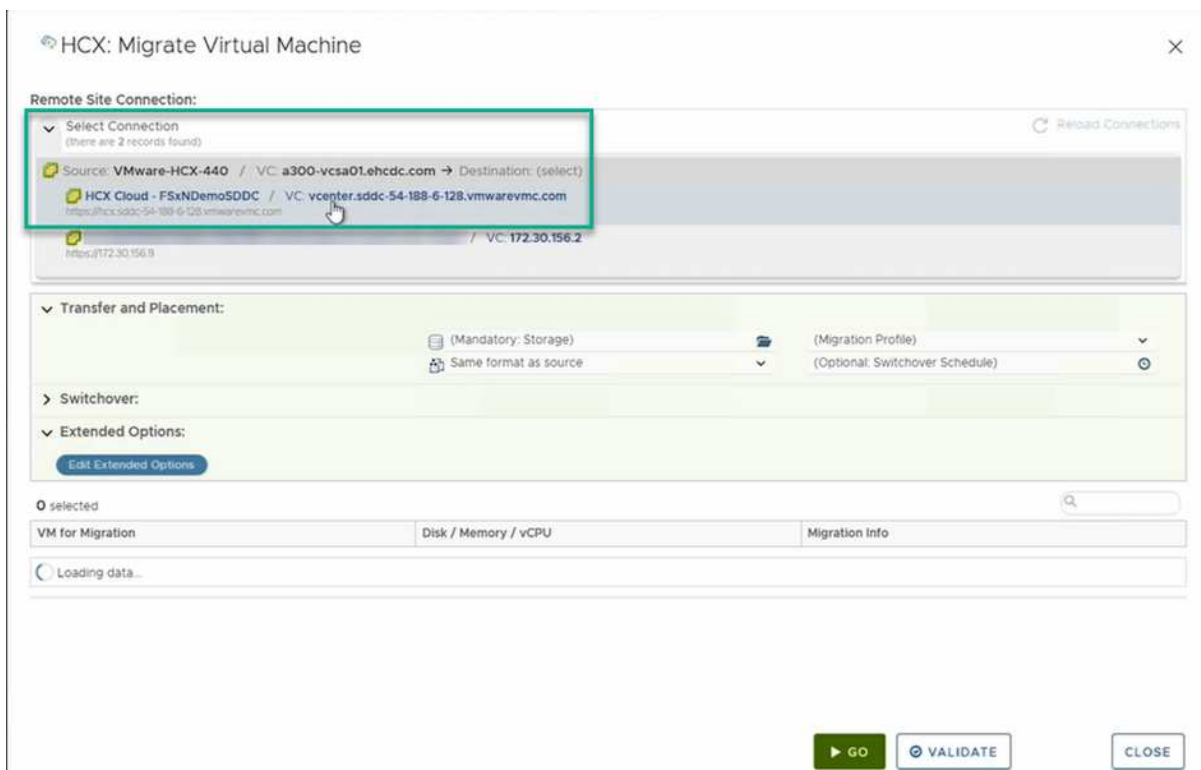 HCX: Migrate Virtual Machine
Remote Site Connection:
Select Connection
(there are 2 records found)
Reload Connections
Source: VMware-HCX-440 / VC: a300-vcsa01.ehcdc.com → Destination: (select)
HCX Cloud - FSxNDemoSDDC / VC: vcenter.sddc-54-188-6-128.vmwarevmc.com
https://hcx.sddc-54-188-6-128.vmwarevmc.com
/ VC: 172.30.156.2
https://172.30.156.9
Transfer and Placement:
(Mandatory: Storage) (Migration Profile)
Same format as source (Optional: Switchover Schedule)
Switchover:
Extended Options:
Edit Extended Options
0 selected
VM for Migration Disk / Memory / vCPU Migration Info
Loading data...
GO VALIDATE CLOSE